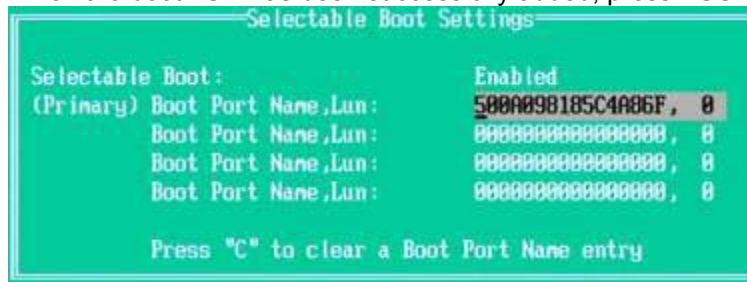 Selectable Boot Settings
Selectable Boot: Enabled
(Primary) Boot Port Name,Lun: 500A098185C4A86F, 0
Boot Port Name,Lun: 0000000000000000, 0
Boot Port Name,Lun: 0000000000000000, 0
Boot Port Name,Lun: 0000000000000000, 0
Press "C" to clear a Boot Port Name entry